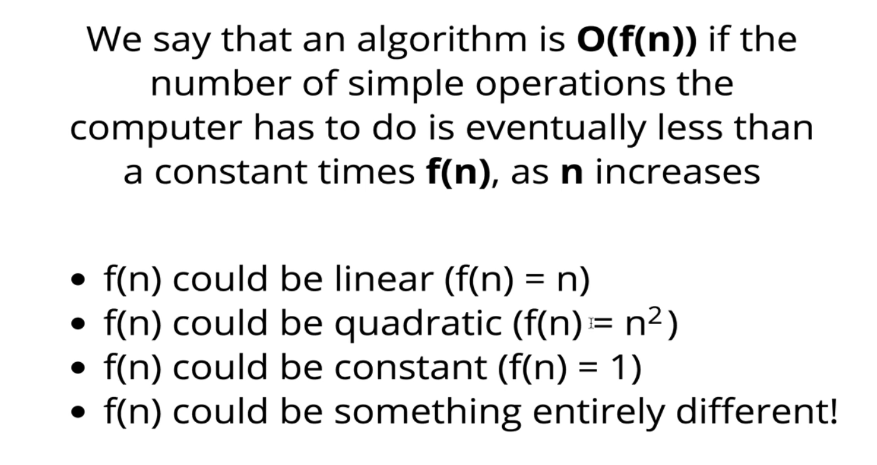 We say that an algorithm is O(f(n)) if the
number of simple operations the
computer has to do is eventually less than
a constant times f(n), as n increases
• f(n) could be linear (f(n) = n)
• f(n) could be quadratic (f(n) = n²)
• f(n) could be constant (f(n) = 1)
• f(n) could be something entirely different!